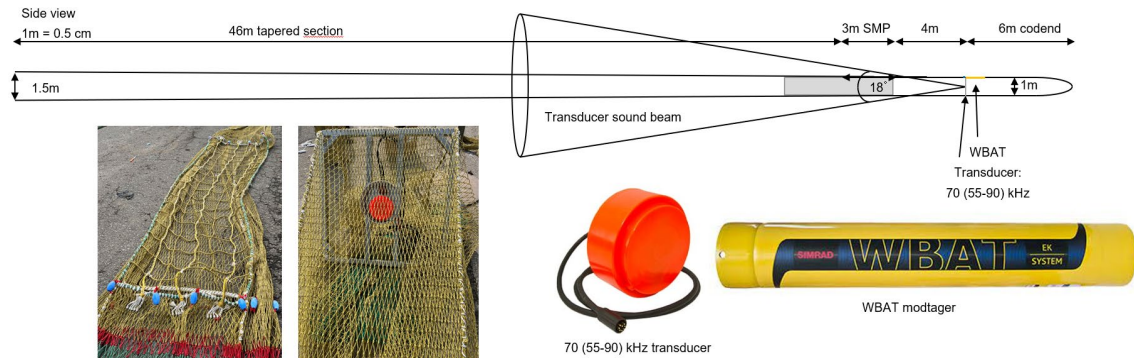 Side view
1m = 0.5 cm
46m tapered section
3m SMP
4m
6m codend
1.5m
18°
1m
Transducer sound beam
WBAT
Transducer:
70 (55-90) kHz
SIMRAD
WBAT
EK
SYSTEM
WBAT modtager
70 (55-90) kHz transducer